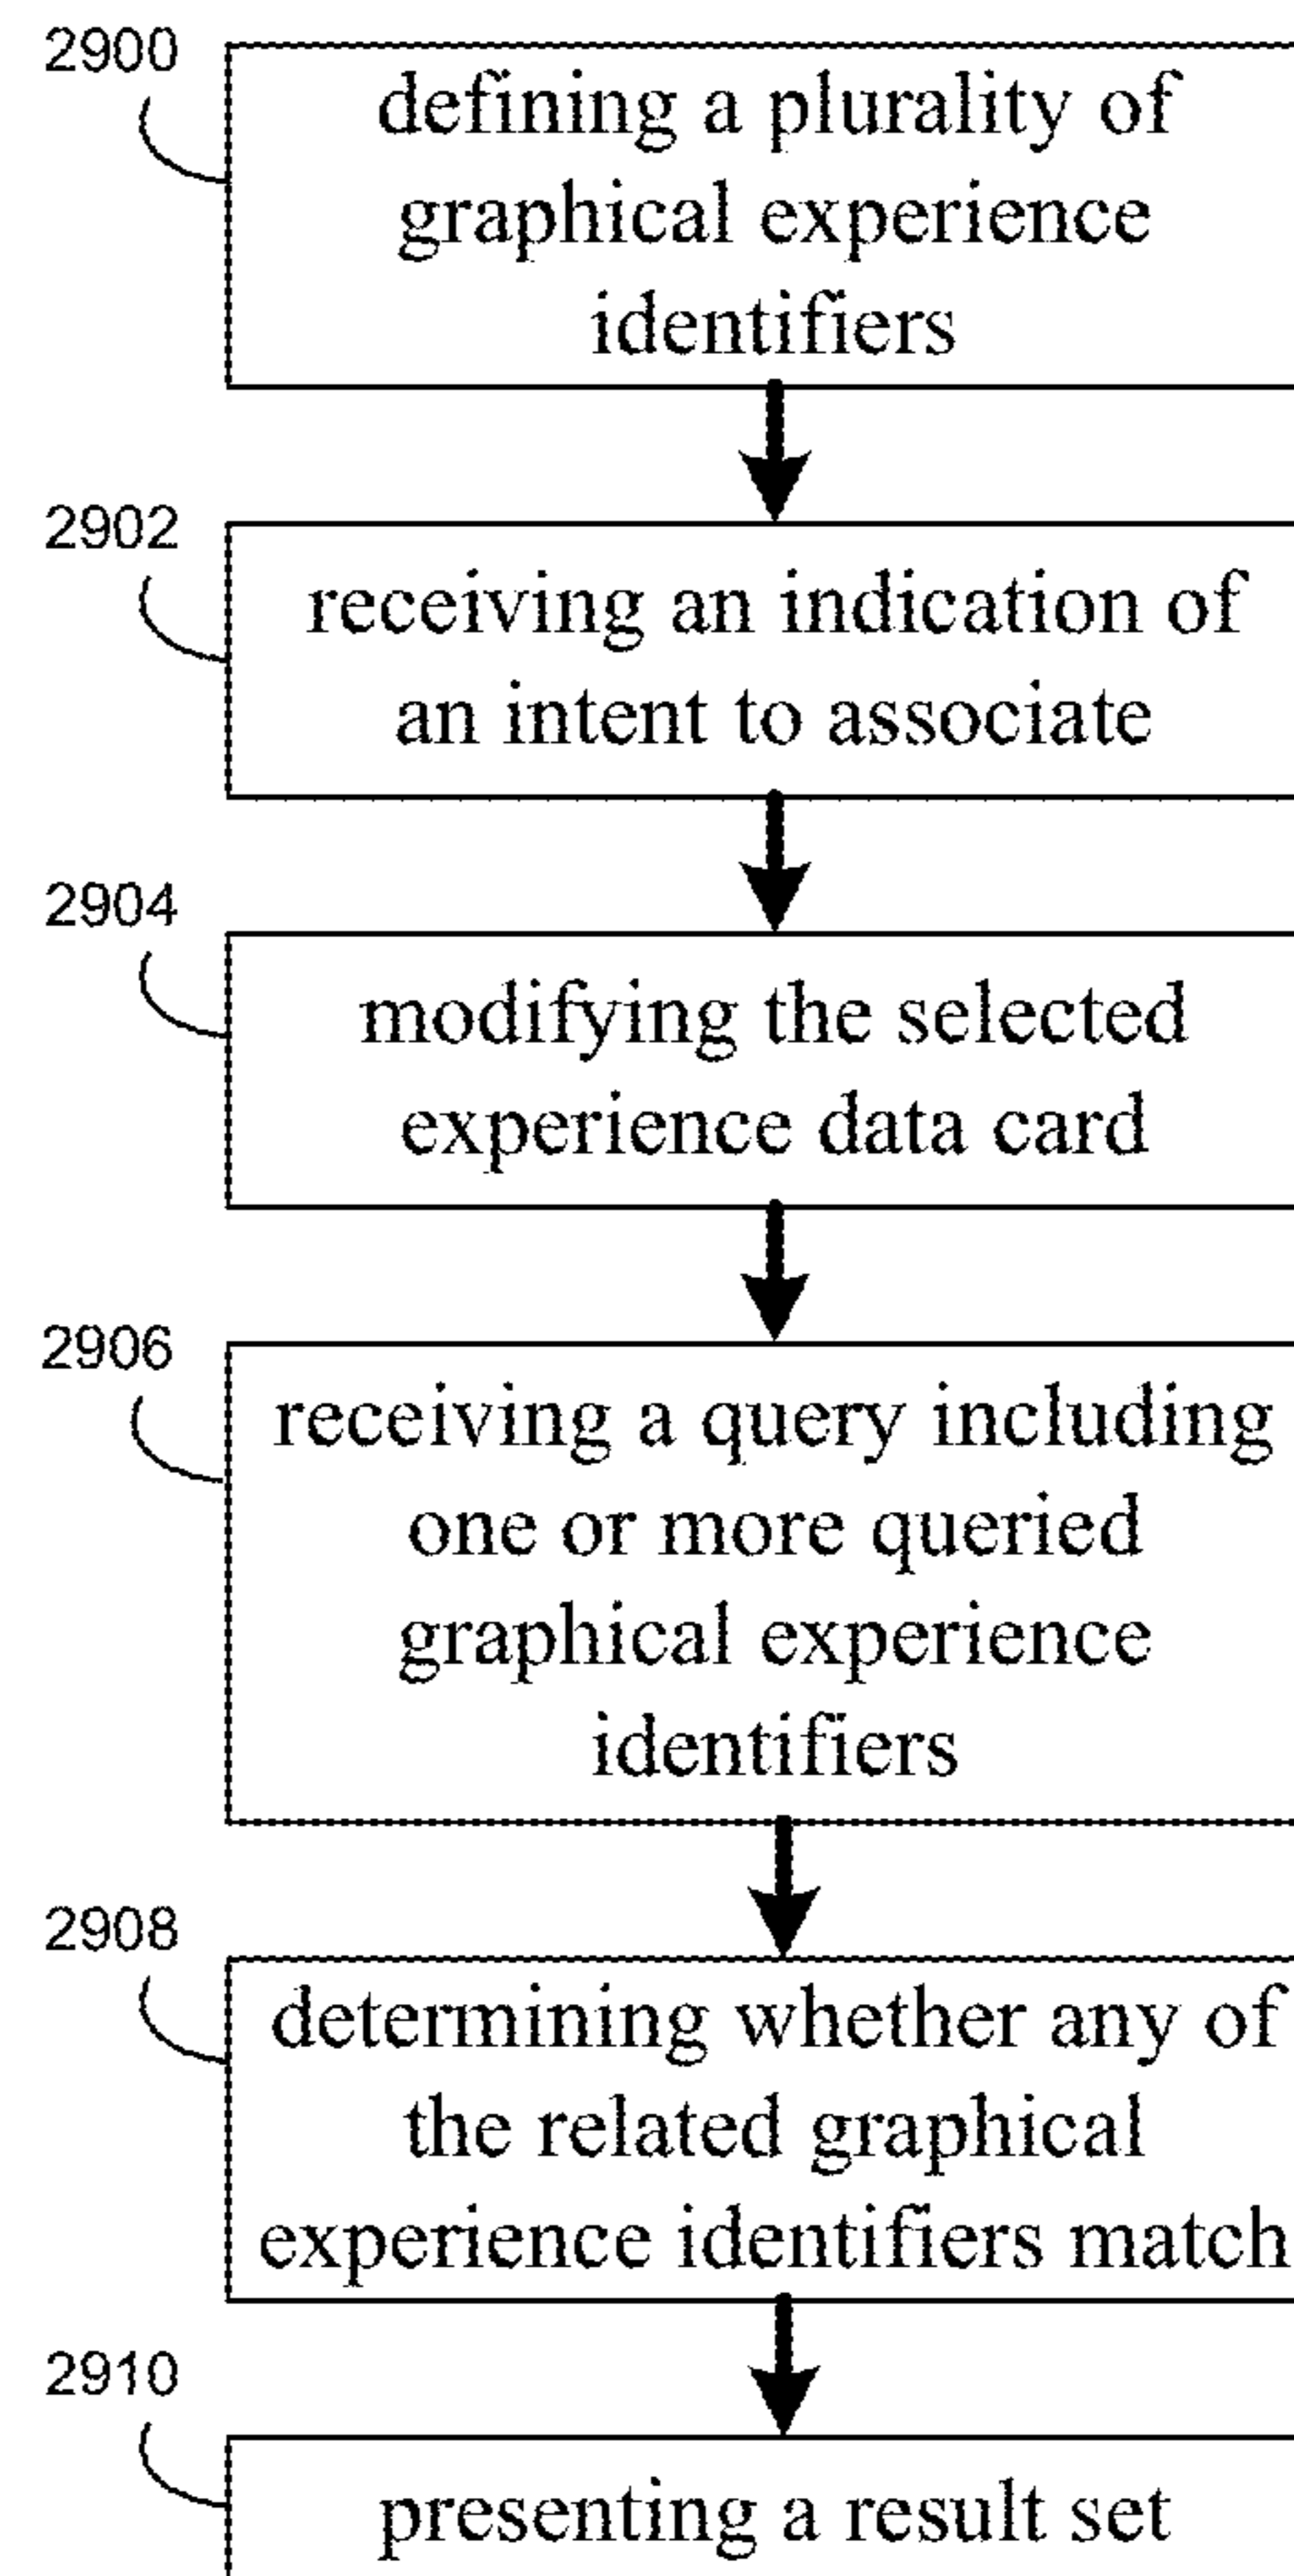 2900
defining a plurality of
graphical experience
identifiers
2902
receiving an indication of
an intent to associate
2904
modifying the selected
experience data card
2906
receiving a query including
one or more queried
graphical experience
identifiers
2908
determining whether any of
the related graphical
experience identifiers match
2910
presenting a result set